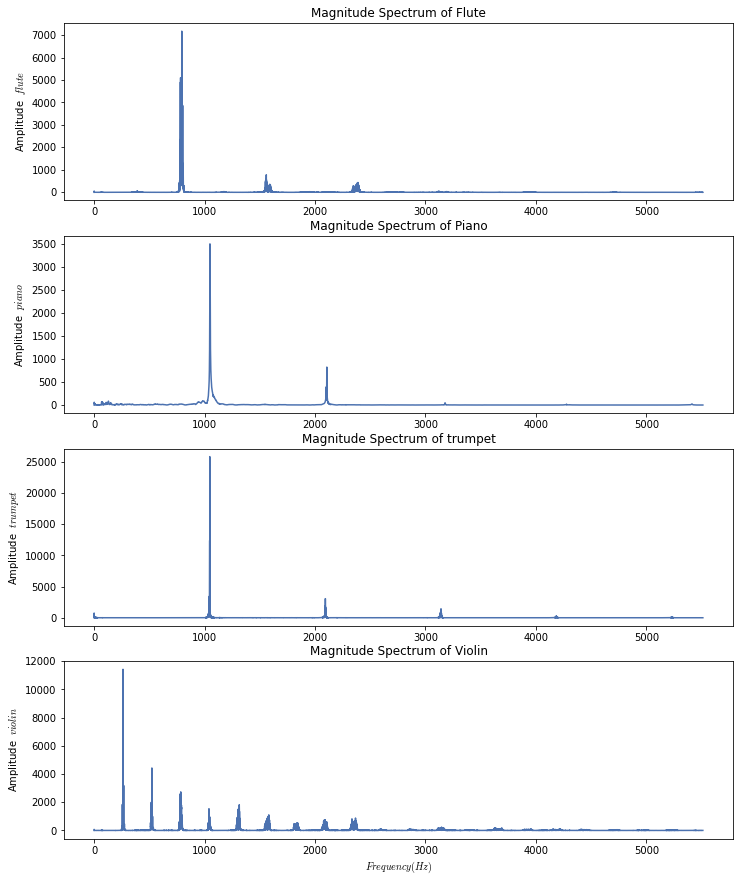 Magnitude Spectrum of Flute
Amplitude flute
7000
6000
5000
4000
3000
2000
1000
0
0 1000 2000 3000 4000 5000
Magnitude Spectrum of Piano
Amplitude piano
3500
3000
2500
2000
1500
1000
500
0
0 1000 2000 3000 4000 5000
Magnitude Spectrum of trumpet
Amplitude trumpet
25000
20000
15000
10000
5000
0
0 1000 2000 3000 4000 5000
Magnitude Spectrum of Violin
Amplitude violin
12000
10000
8000
6000
4000
2000
0
0 1000 2000 3000 4000 5000
Frequency(Hz)